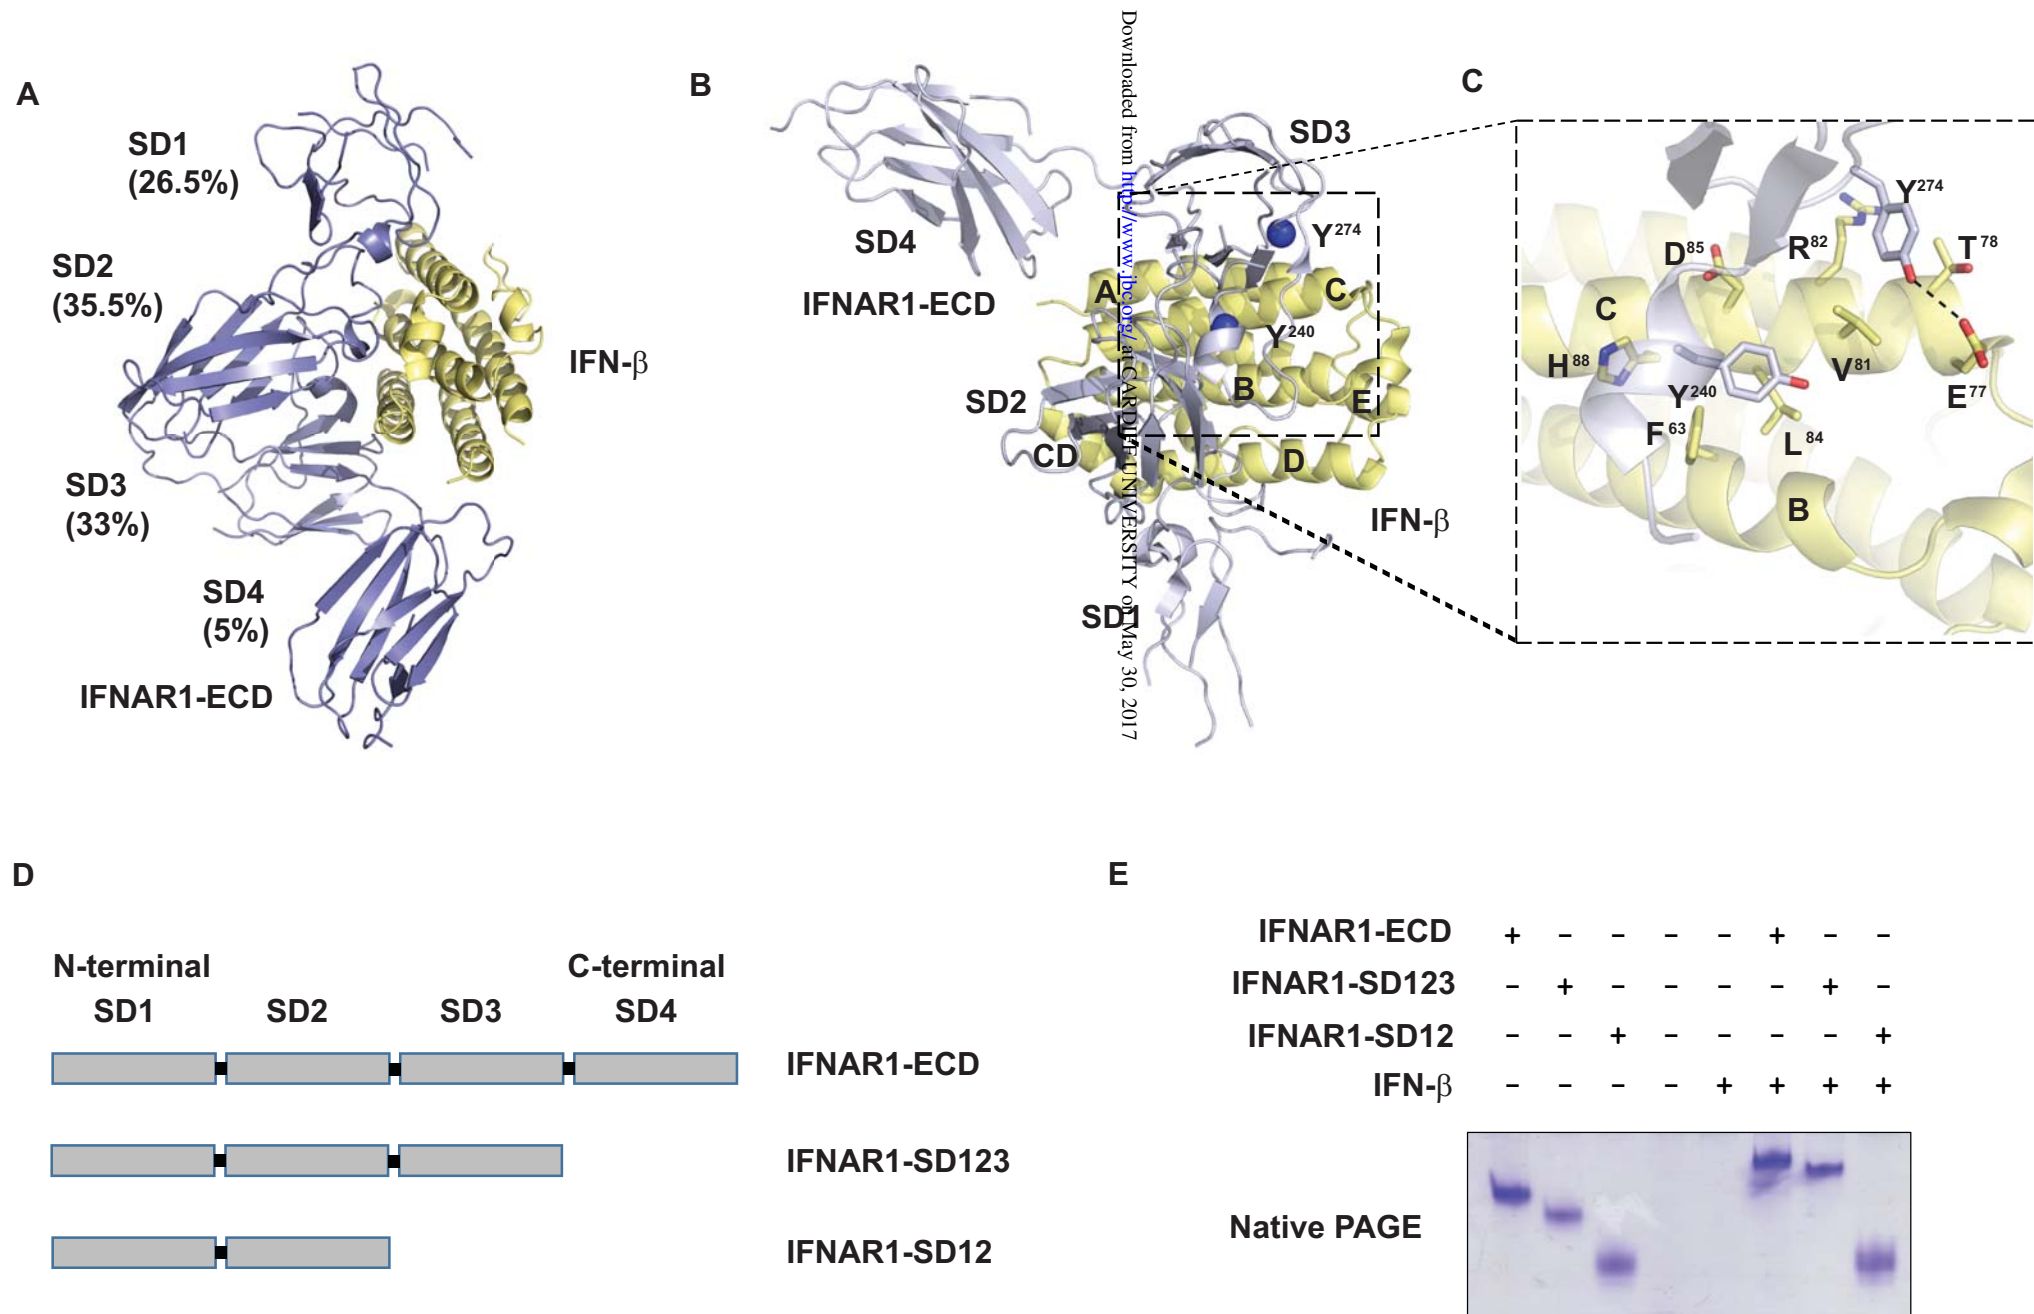 A
SD1
(26.5%)
SD2
(35.5%)
SD3
(33%)
SD4
(5%)
IFNAR1-ECD
IFN-β
B
SD3
SD4
IFNAR1-ECD
Y274
A
C
Y240
B
E
SD2
CD
D
IFN-β
SD1
Downloaded from http://www.jbc.org/ at CARDIFF UNIVERSITY on May 30, 2017
C
Y274
D85
R82
T78
C
H88
V81
Y240
E77
F63
L84
B
D
N-terminal
C-terminal
SD1 SD2 SD3 SD4
IFNAR1-ECD
IFNAR1-SD123
IFNAR1-SD12
E
IFNAR1-ECD + – – – – + – –
IFNAR1-SD123 – + – – – – + –
IFNAR1-SD12 – – + – – – – +
IFN-β – – – – + + + +
Native PAGE